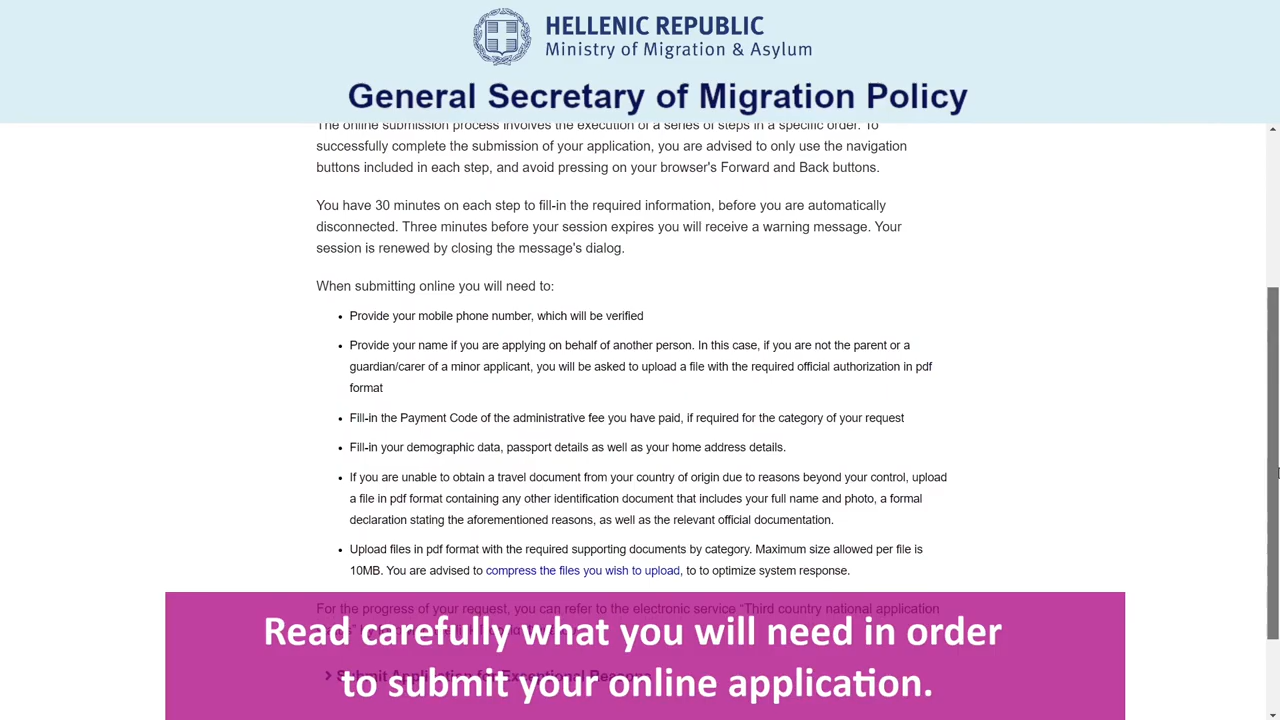 HELLENIC REPUBLIC
Ministry of Migration & Asylum
General Secretary of Migration Policy
The online submission process involves the execution of a series of steps in a specific order. To
successfully complete the submission of your application, you are advised to only use the navigation
buttons included in each step, and avoid pressing on your browser's Forward and Back buttons.
You have 30 minutes on each step to fill-in the required information, before you are automatically
disconnected. Three minutes before your session expires you will receive a warning message. Your
session is renewed by closing the message's dialog.
When submitting online you will need to:
• Provide your mobile phone number, which will be verified
• Provide your name if you are applying on behalf of another person. In this case, if you are not the parent or a
guardian/carer of a minor applicant, you will be asked to upload a file with the required official authorization in pdf
format
• Fill-in the Payment Code of the administrative fee you have paid, if required for the category of your request
• Fill-in your demographic data, passport details as well as your home address details.
• If you are unable to obtain a travel document from your country of origin due to reasons beyond your control, upload
a file in pdf format containing any other identification document that includes your full name and photo, a formal
declaration stating the aforementioned reasons, as well as the relevant official documentation.
• Upload files in pdf format with the required supporting documents by category. Maximum size allowed per file is
10MB. You are advised to compress the files you wish to upload, to to optimize system response.
For the progress of your request, you can refer to the electronic service “Third country national application
Read carefully what you will need in order
Submit Application for Exceptional Reasons
to submit your online application.